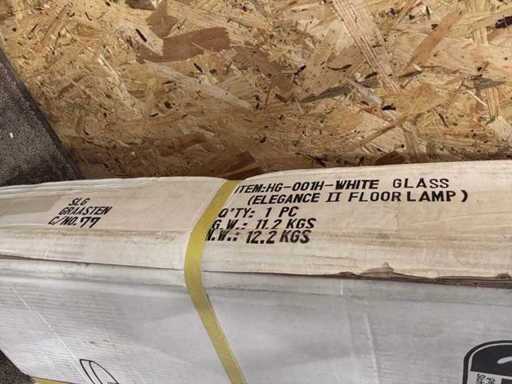 SLG
GRAASTEN
C/NO.77
ITEM:HG-001H-WHITE GLASS
(ELEGANCE II FLOOR LAMP)
Q'TY: 1 PC
G.W.: 11.2 KGS
N.W.: 12.2 KGS